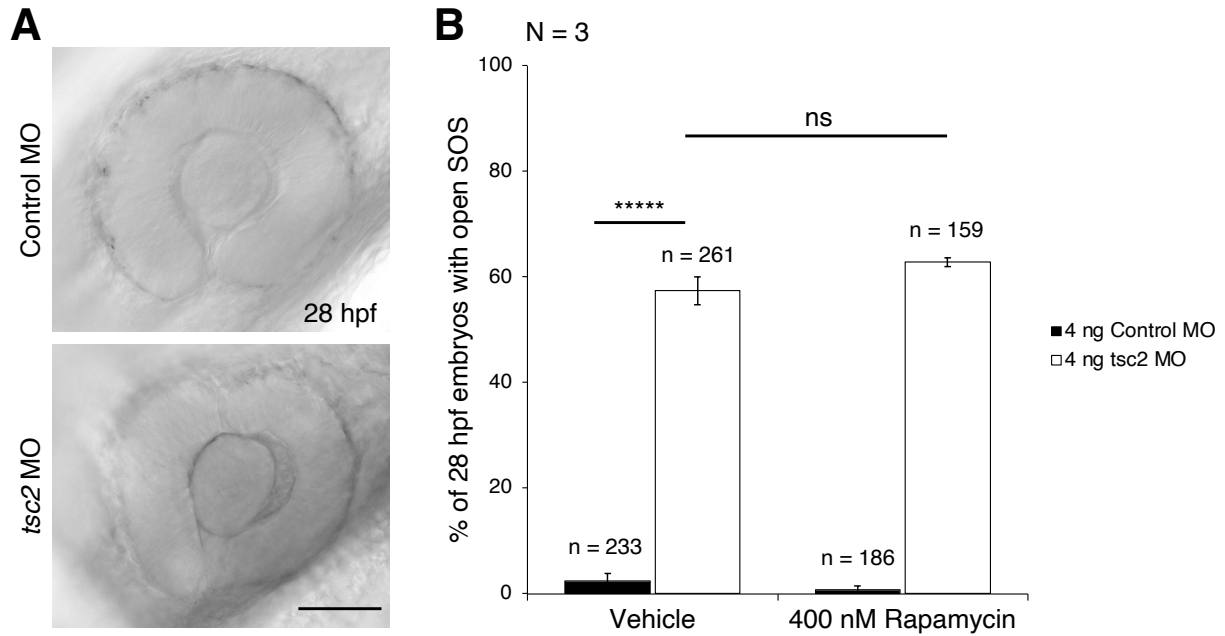 A
Control MO
28 hpf
tsc2 MO
B
N = 3
% of 28 hpf embryos with open SOS
100
80
60
40
20
0
ns
*****
n = 261
n = 159
n = 233
n = 186
Vehicle
400 nM Rapamycin
4 ng Control MO
4 ng tsc2 MO